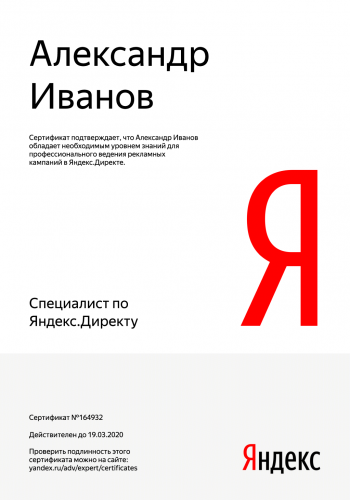 Александр
Иванов
Сертификат подтверждает, что Александр Иванов
обладает необходимым уровнем знаний для
профессионального ведения рекламных
кампаний в Яндекс.Директе.
Я
Специалист по
Яндекс.Директу
Сертификат №164932
Действителен до 19.03.2020
Проверить подлинность этого
сертификата можно на сайте:
yandex.ru/adv/expert/certificates
Яндекс